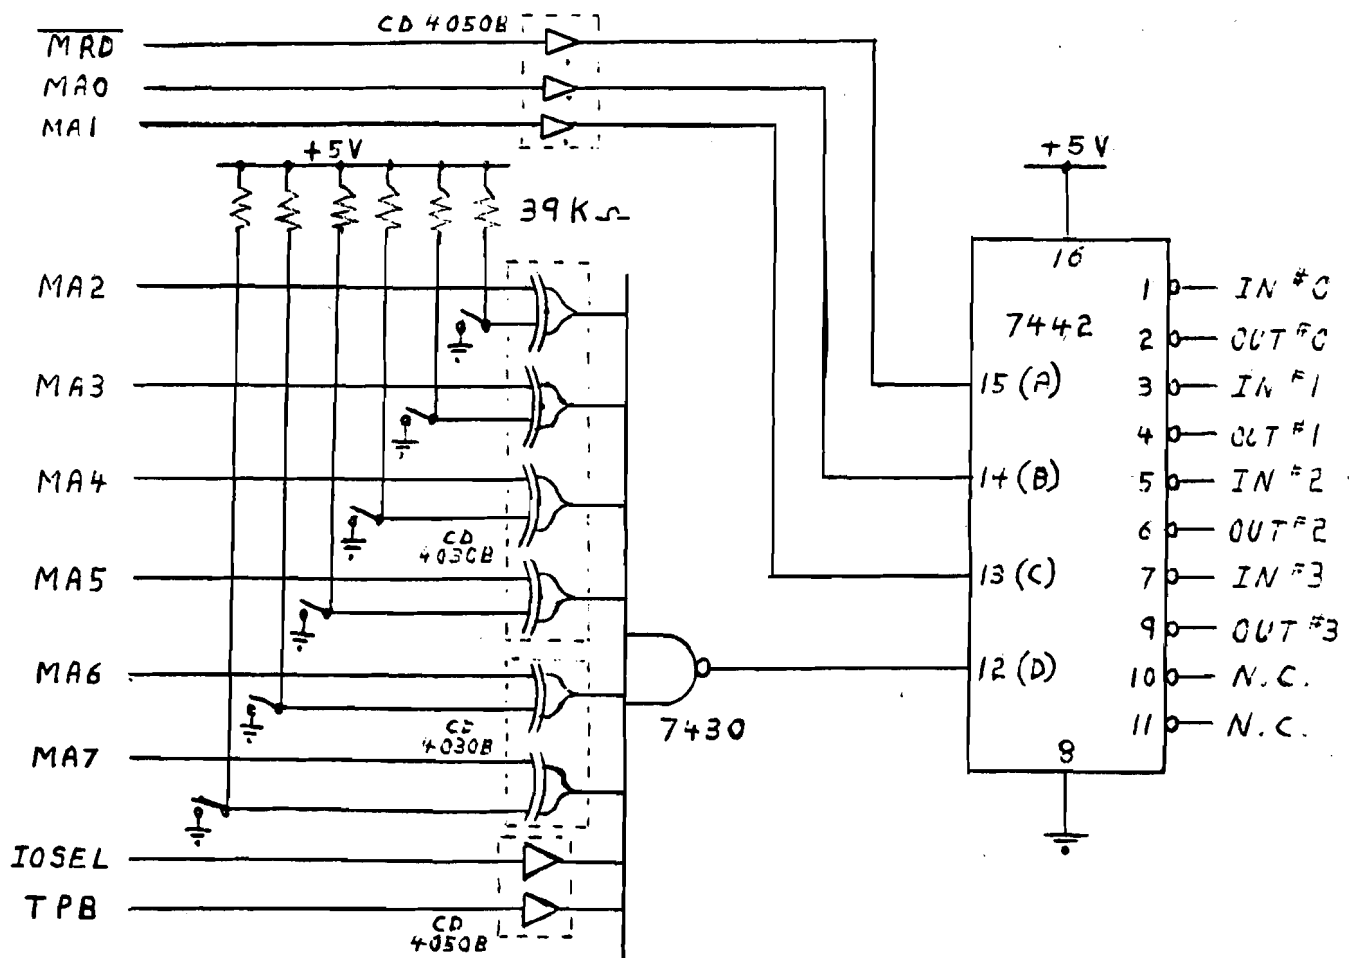 CD 4050B
MRD
MA0
MA1
+5V
39K Ω
+5V
MA2
MA3
MA4
CD
4030B
MA5
MA6
CD
4030B
MA7
IOSEL
TPB
CD
4050B
7430
16
7442
15 (A)
14 (B)
13 (C)
12 (D)
8
1 IN #0
2 OUT #0
3 IN #1
4 OUT #1
5 IN #2
6 OUT #2
7 IN #3
9 OUT #3
10 N.C.
11 N.C.